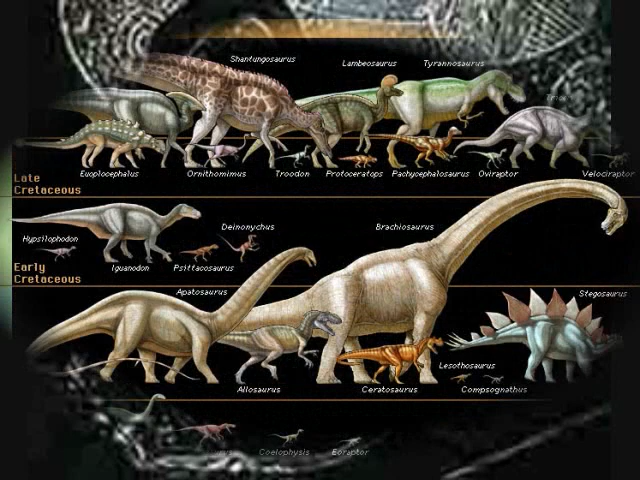 Shantungosaurus
Lambeosaurus
Tyrannosaurus
Euoplocephalus
Ornithomimus
Troodon
Protoceratops
Pachycephalosaurus
Oviraptor
Velociraptor
Late
Cretaceous
Hypsilophodon
Deinonychus
Brachiosaurus
Iguanodon
Psittacosaurus
Early
Cretaceous
Apatosaurus
Stegosaurus
Lesothosaurus
Allosaurus
Ceratosaurus
Compsognathus
Coelophysis
Eoraptor